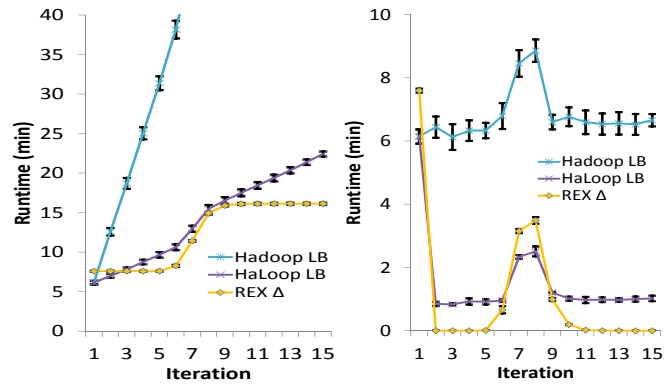 Runtime (min)
40
35
30
25
20
15
10
5
0
Hadoop LB
HaLoop LB
REX Δ
1 3 5 7 9 11 13 15
Iteration
Runtime (min)
10
8
6
4
2
0
Hadoop LB
HaLoop LB
REX Δ
1 3 5 7 9 11 13 15
Iteration